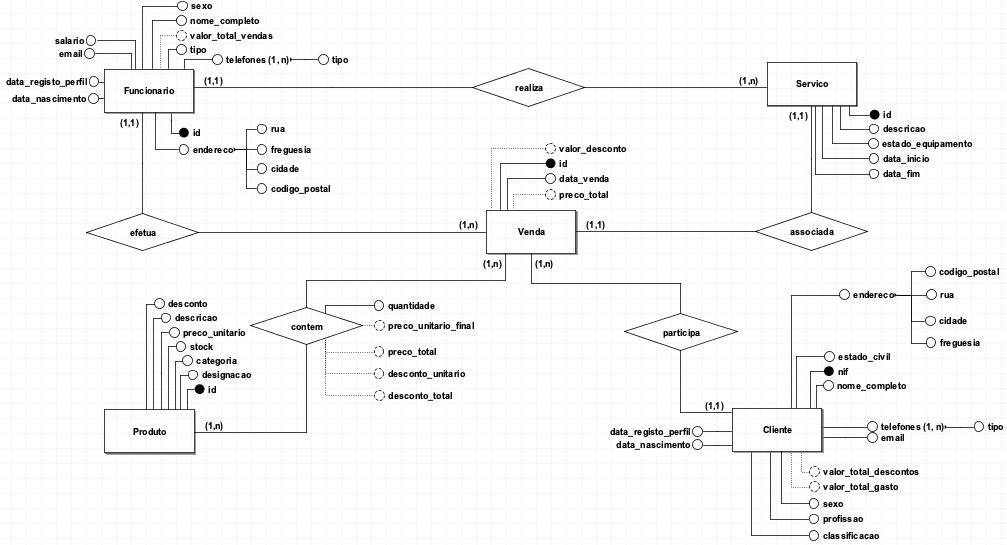 sexo
nome_completo
valor_total_vendas
tipo
telefones (1, n)
tipo
salario
email
data_registo_perfil
data_nascimento
Funcionario
(1,1)
realiza
(1,n)
Servico
(1,1)
id
descricao
estado_equipamento
data_inicio
data_fim
(1,1)
id
endereco
rua
freguesia
cidade
codigo_postal
valor_desconto
id
data_venda
preco_total
efetua
(1,n)
Venda
(1,1)
associada
(1,n)
(1,n)
desconto
descricao
preco_unitario
stock
categoria
designacao
id
contem
quantidade
preco_unitario_final
preco_total
desconto_unitario
desconto_total
participa
endereco
codigo_postal
rua
cidade
freguesia
estado_civil
nif
nome_completo
(1,1)
Produto
(1,n)
data_registo_perfil
data_nascimento
Cliente
telefones (1, n)
tipo
email
valor_total_descontos
valor_total_gasto
sexo
profissao
classificacao